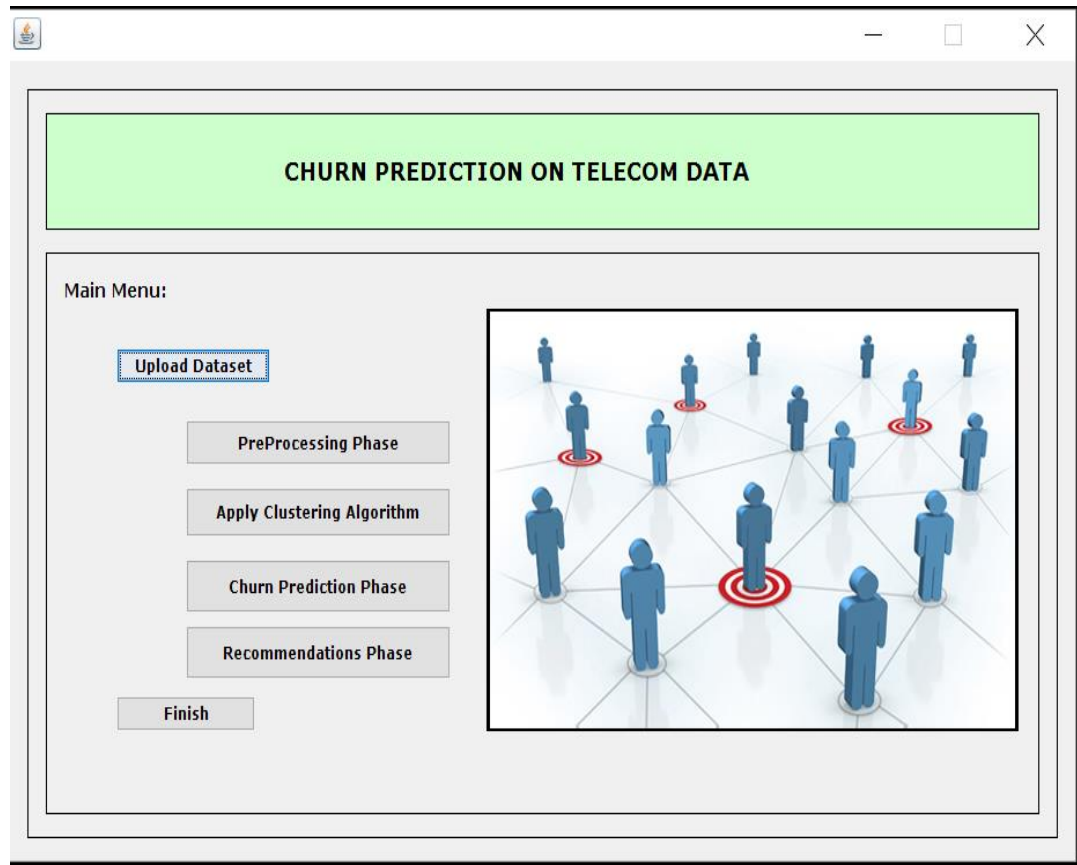 CHURN PREDICTION ON TELECOM DATA
Main Menu:
Upload Dataset
PreProcessing Phase
Apply Clustering Algorithm
Churn Prediction Phase
Recommendations Phase
Finish